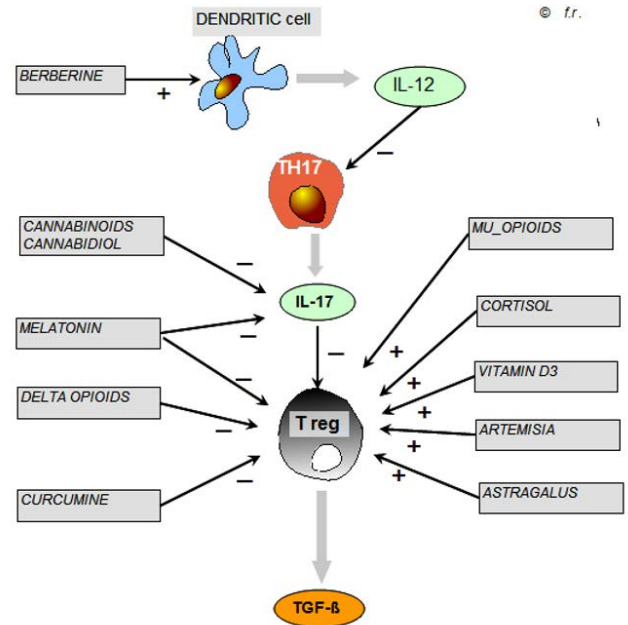 © f.r.
DENDRITIC cell
BERBERINE
+
IL-12
–
TH17
CANNABINOIDS
CANNABIDIOL
MU_OPIOIDS
–
IL-17
CORTISOL
MELATONIN
–
–
+
–
+
VITAMIN D3
DELTA OPIOIDS
+
–
T reg
ARTEMISIA
+
CURCUMINE
–
+
ASTRAGALUS
TGF-ß